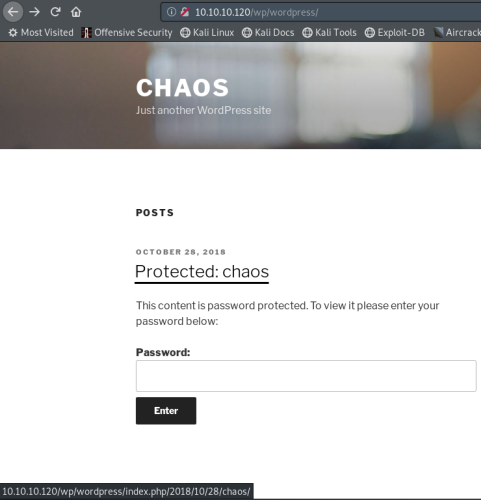 10.10.10.120/wp/wordpress/
Most Visited Offensive Security Kali Linux Kali Docs Kali Tools Exploit-DB Aircrack
CHAOS
Just another WordPress site
POSTS
OCTOBER 28, 2018
Protected: chaos
This content is password protected. To view it please enter your
password below:
Password:
Enter
10.10.10.120/wp/wordpress/index.php/2018/10/28/chaos/